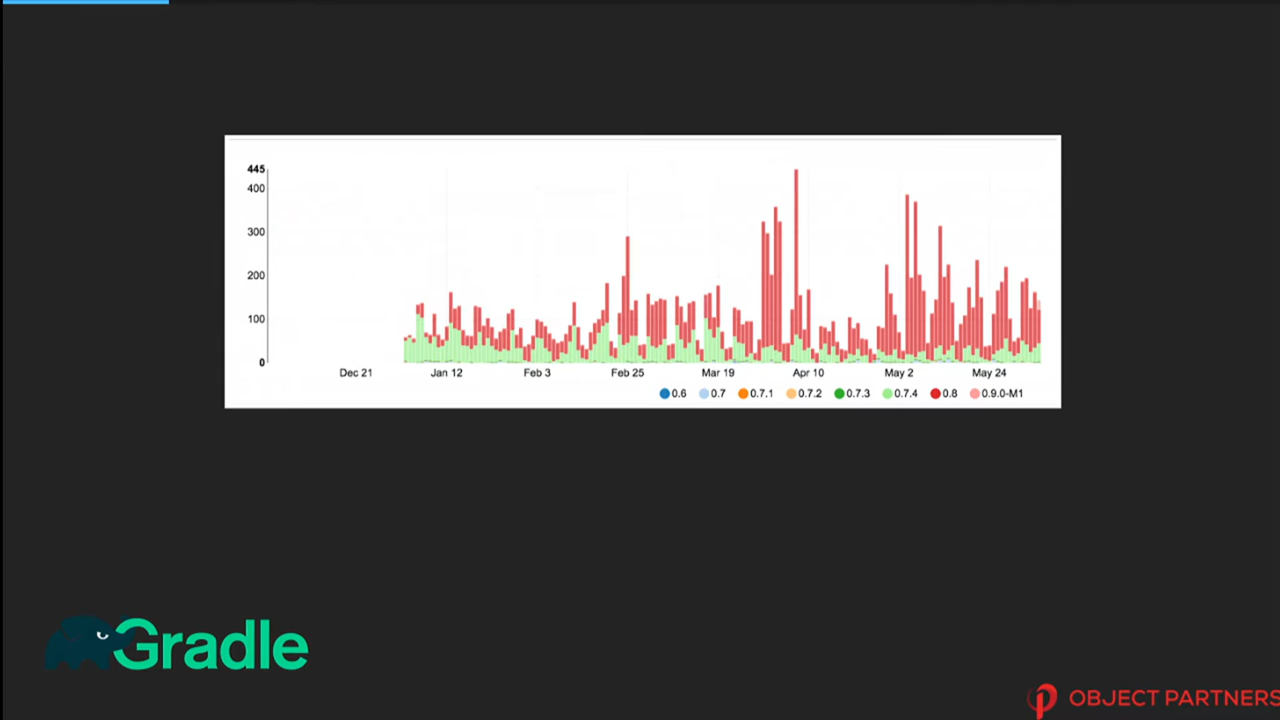 445
400
300
200
100
0
Dec 21 Jan 12 Feb 3 Feb 25 Mar 19 Apr 10 May 2 May 24
0.6 0.7 0.7.1 0.7.2 0.7.3 0.7.4 0.8 0.9.0-M1
Gradle
OBJECT PARTNERS